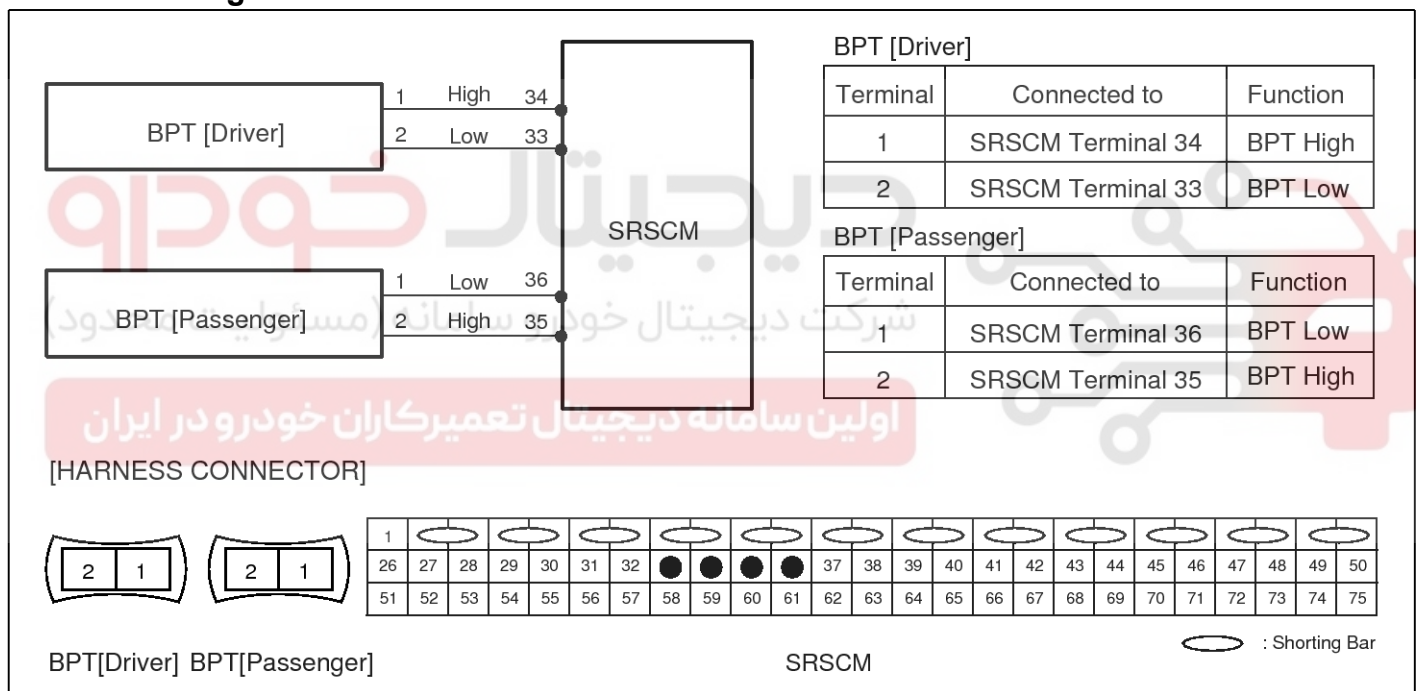 BPT [Driver]
1 High 34
2 Low 33
BPT [Passenger]
1 Low 36
2 High 35
SRSCM
BPT [Driver]
Terminal Connected to Function
1 SRSCM Terminal 34 BPT High
2 SRSCM Terminal 33 BPT Low
BPT [Passenger]
Terminal Connected to Function
1 SRSCM Terminal 36 BPT Low
2 SRSCM Terminal 35 BPT High
دیجیتال خودرو
شرکت دیجیتال خودرو سامانه (مسئولیت محدود)
اولین سامانه دیجیتال تعمیرکاران خودرو در ایران
[HARNESS CONNECTOR]
2 1
2 1
1
26 27 28 29 30 31 32 37 38 39 40 41 42 43 44 45 46 47 48 49 50
51 52 53 54 55 56 57 58 59 60 61 62 63 64 65 66 67 68 69 70 71 72 73 74 75
: Shorting Bar
BPT[Driver] BPT[Passenger] SRSCM